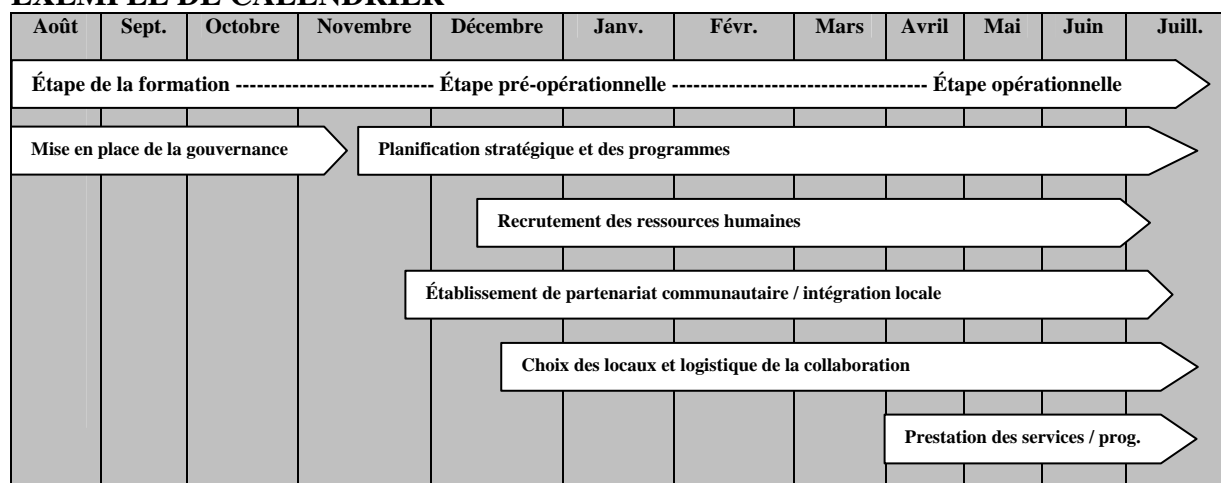 EXEMPLE DE CALENDRIER
Août Sept. Octobre Novembre Décembre Janv. Févr. Mars Avril Mai Juin Juill.
Étape de la formation ---------------------------- Étape pré-opérationnelle ------------------------------------ Étape opérationnelle
Mise en place de la gouvernance Planification stratégique et des programmes
Recrutement des ressources humaines
Établissement de partenariat communautaire / intégration locale
Choix des locaux et logistique de la collaboration
Prestation des services / prog.